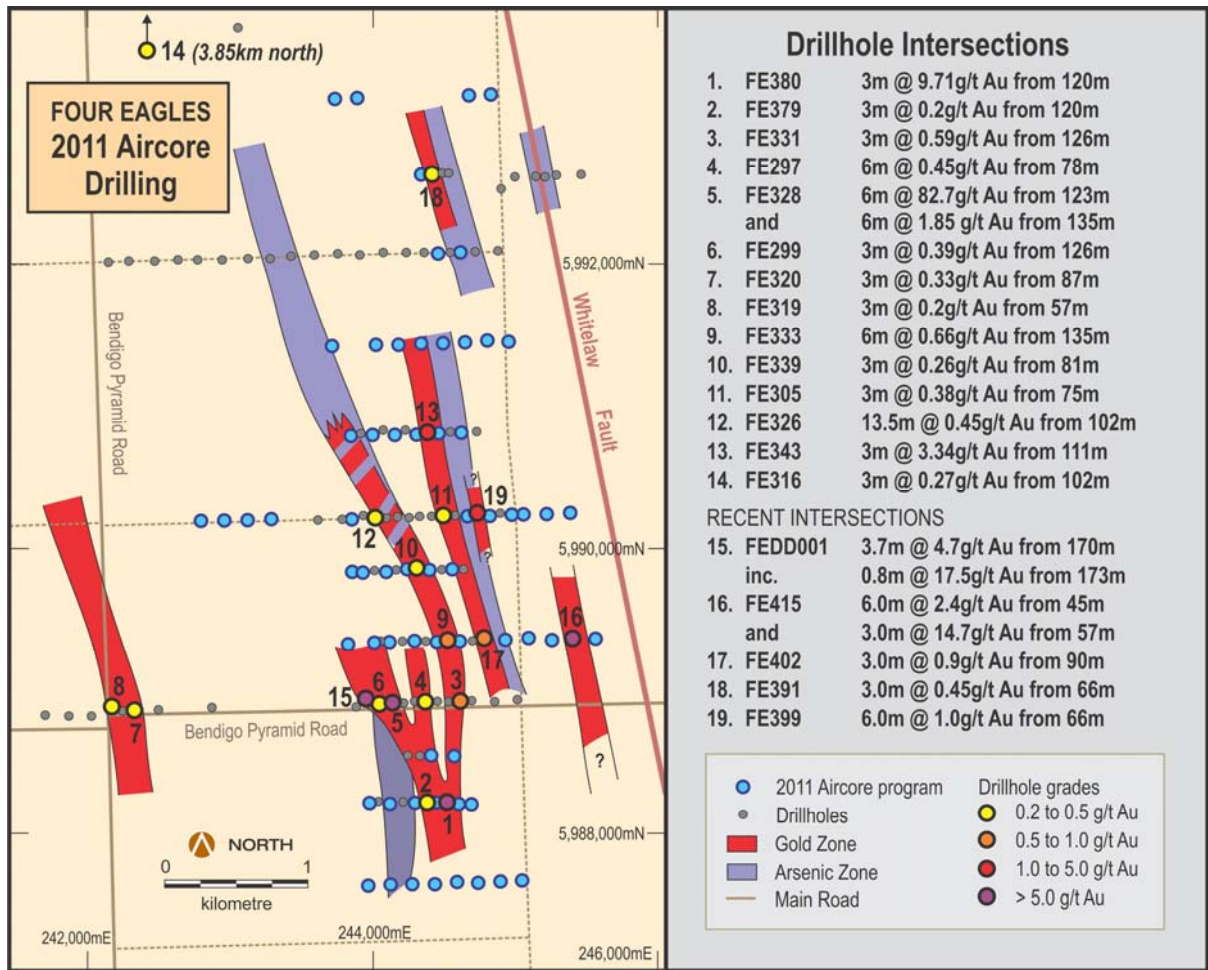 14 (3.85km north)
FOUR EAGLES
2011 Aircore
Drilling
18
5,992,000mN
Whitelaw
Fault
Bendigo Pyramid Road
13
?
11
19
12
5,990,000mN
10
?
9
17
16
15
6
5
4
3
8
7
Bendigo Pyramid Road
?
2
1
5,988,000mN
NORTH
0
1
kilometre
242,000mE
244,000mE
246,000mE
Drillhole Intersections
1. FE380 3m @ 9.71g/t Au from 120m
2. FE379 3m @ 0.2g/t Au from 120m
3. FE331 3m @ 0.59g/t Au from 126m
4. FE297 6m @ 0.45g/t Au from 78m
5. FE328 6m @ 82.7g/t Au from 123m
and 6m @ 1.85 g/t Au from 135m
6. FE299 3m @ 0.39g/t Au from 126m
7. FE320 3m @ 0.33g/t Au from 87m
8. FE319 3m @ 0.2g/t Au from 57m
9. FE333 6m @ 0.66g/t Au from 135m
10. FE339 3m @ 0.26g/t Au from 81m
11. FE305 3m @ 0.38g/t Au from 75m
12. FE326 13.5m @ 0.45g/t Au from 102m
13. FE343 3m @ 3.34g/t Au from 111m
14. FE316 3m @ 0.27g/t Au from 102m
RECENT INTERSECTIONS
15. FEDD001 3.7m @ 4.7g/t Au from 170m
inc. 0.8m @ 17.5g/t Au from 173m
16. FE415 6.0m @ 2.4g/t Au from 45m
and 3.0m @ 14.7g/t Au from 57m
17. FE402 3.0m @ 0.9g/t Au from 90m
18. FE391 3.0m @ 0.45g/t Au from 66m
19. FE399 6.0m @ 1.0g/t Au from 66m
2011 Aircore program
Drillholes
Gold Zone
Arsenic Zone
Main Road
Drillhole grades
0.2 to 0.5 g/t Au
0.5 to 1.0 g/t Au
1.0 to 5.0 g/t Au
> 5.0 g/t Au